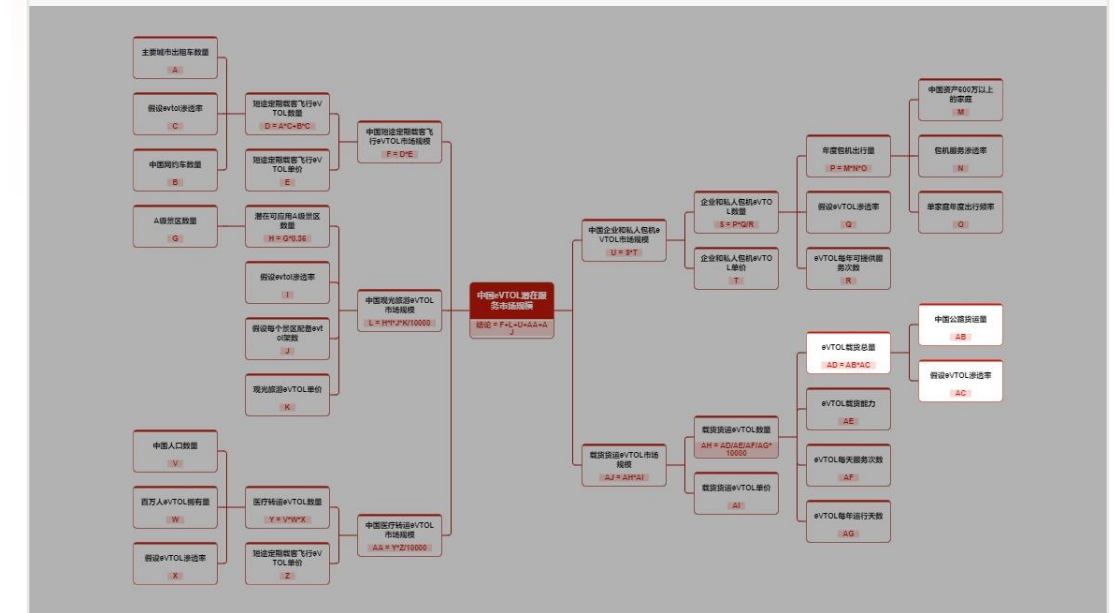 主要城市出租车数量
A
假设evtol渗透率
C
中国网约车数量
B
短途定期载客飞行eV
TOL数量
D = A*C+B*C
短途定期载客飞行eV
TOL单价
E
中国短途定期载客飞
行eVTOL市场规模
F = D*E
A级景区数量
G
潜在可应用A级景区
数量
H = G*0.36
假设evtol渗透率
I
假设每个景区配备evt
ol架数
J
观光旅游eVTOL单价
K
中国观光旅游eVTOL
市场规模
L = H*I*J*K/10000
中国人口数量
V
百万人eVTOL拥有量
W
假设eVTOL渗透率
X
医疗转运eVTOL数量
Y = V*W*X
短途定期载客飞行eV
TOL单价
Z
中国医疗转运eVTOL
市场规模
AA = Y*Z/10000
中国eVTOL潜在服
务市场规模
结论 = F+L+U+AA+A
J
中国企业和私人包机e
VTOL市场规模
U = S*T
企业和私人包机eVTO
L数量
S = P*Q/R
企业和私人包机eVTO
L单价
T
年度包机出行量
P = M*N*O
假设eVTOL渗透率
Q
eVTOL每年可提供服
务次数
R
中国资产600万以上
的家庭
M
包机服务渗透率
N
单家庭年度出行频率
O
载货货运eVTOL市场
规模
AJ = AH*AI
载货货运eVTOL数量
AH = AD/AE/AF/AG*
10000
载货货运eVTOL单价
AI
eVTOL载货总量
AD = AB*AC
eVTOL载货能力
AE
eVTOL每天服务次数
AF
eVTOL每年运行天数
AG
中国公路货运量
AB
假设eVTOL渗透率
AC